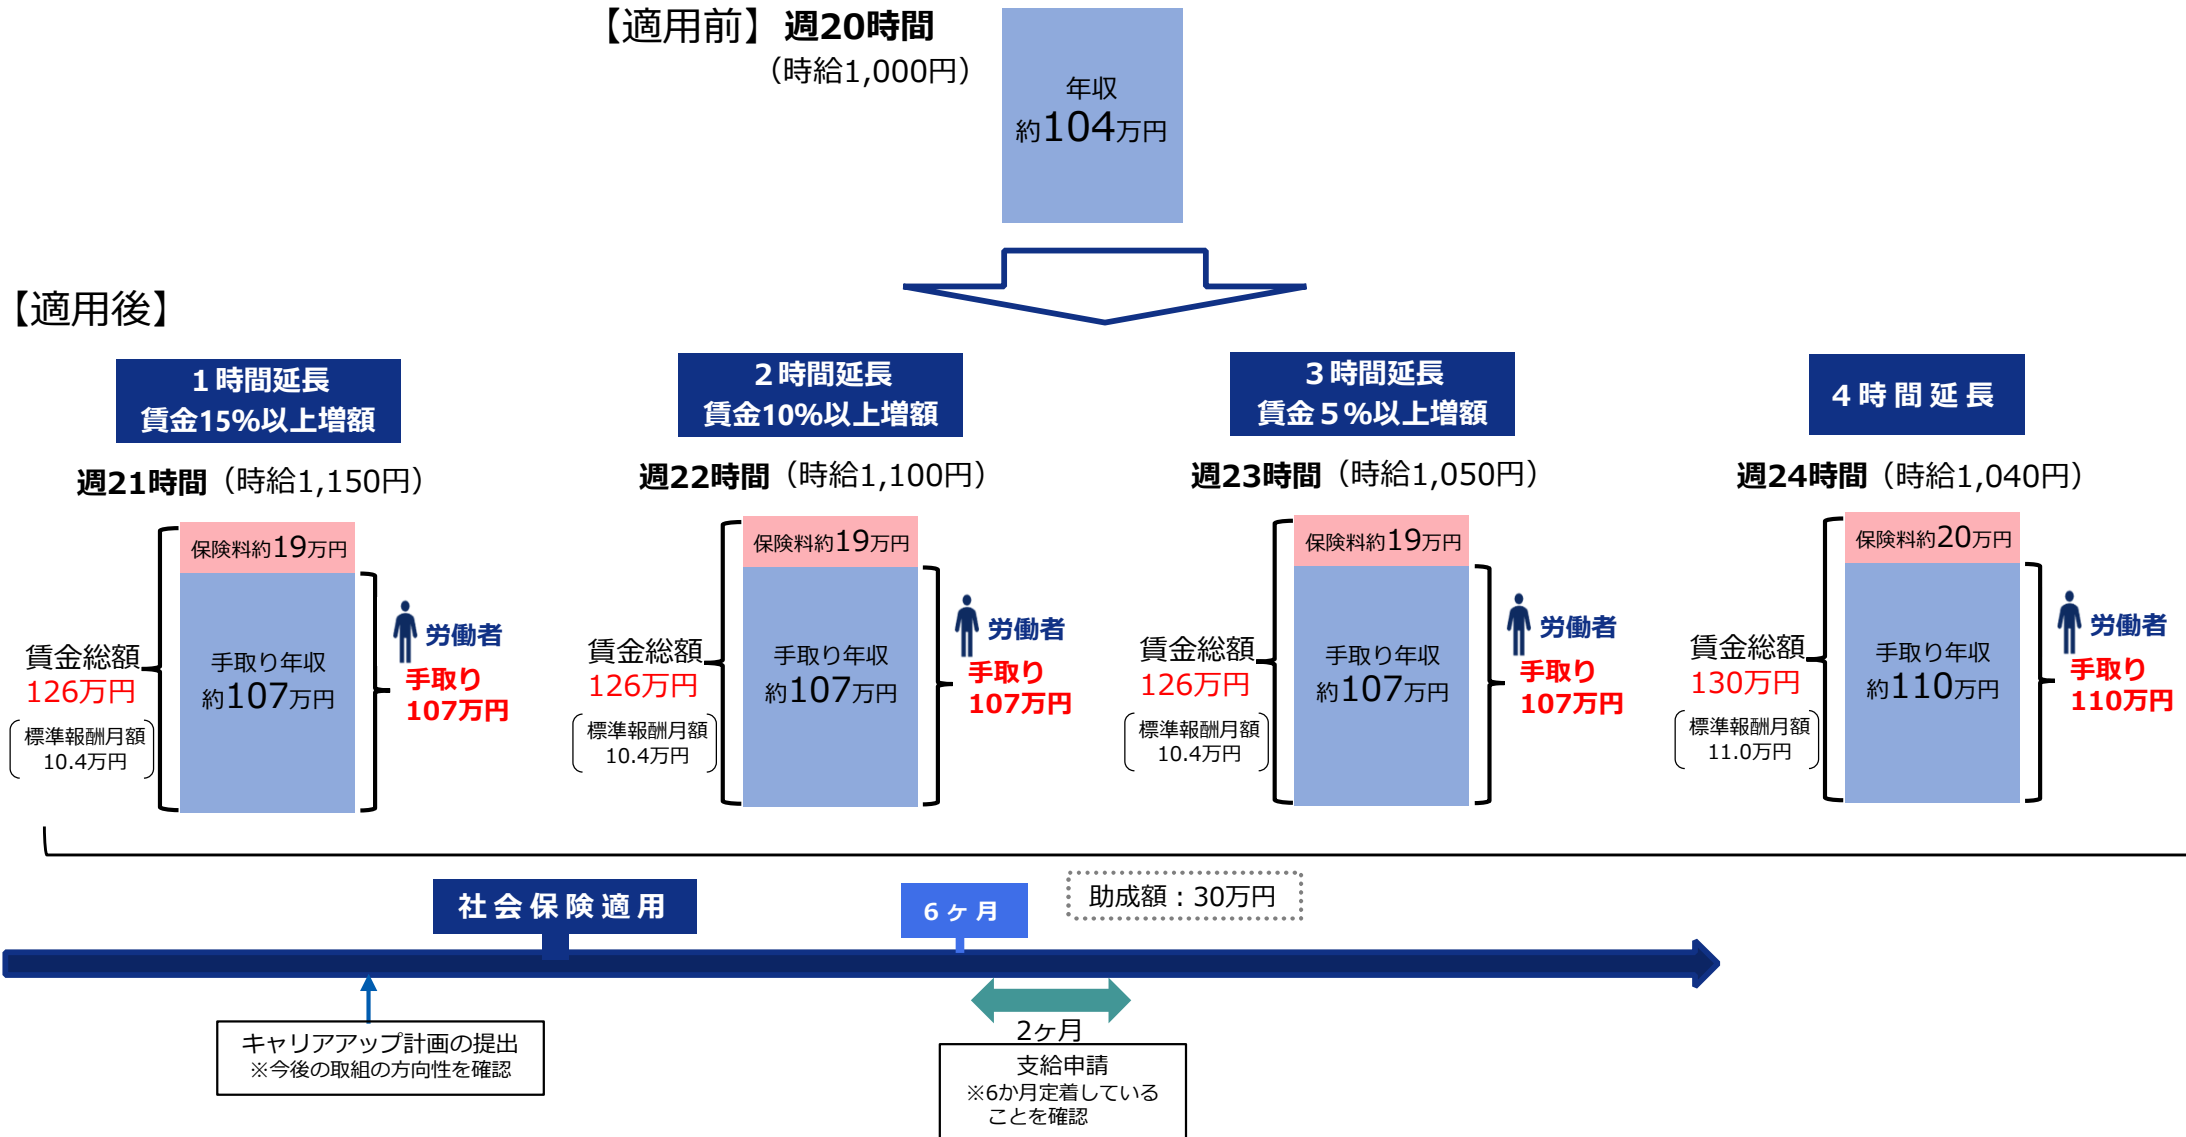 【適用前】 週20時間
（時給1,000円）
年収
約104万円
【適用後】
１時間延長
賃金15%以上増額
週21時間（時給1,150円）
保険料約19万円
手取り年収
約107万円
賃金総額
126万円
標準報酬月額
10.4万円
労働者
手取り
107万円
２時間延長
賃金10%以上増額
週22時間（時給1,100円）
保険料約19万円
手取り年収
約107万円
賃金総額
126万円
標準報酬月額
10.4万円
労働者
手取り
107万円
３時間延長
賃金５%以上増額
週23時間（時給1,050円）
保険料約19万円
手取り年収
約107万円
賃金総額
126万円
標準報酬月額
10.4万円
労働者
手取り
107万円
４時間延長
週24時間（時給1,040円）
保険料約20万円
手取り年収
約110万円
賃金総額
130万円
標準報酬月額
11.0万円
労働者
手取り
110万円
社会保険適用
６ヶ月
助成額：30万円
キャリアアップ計画の提出
※今後の取組の方向性を確認
2ヶ月
支給申請
※6か月定着している
ことを確認